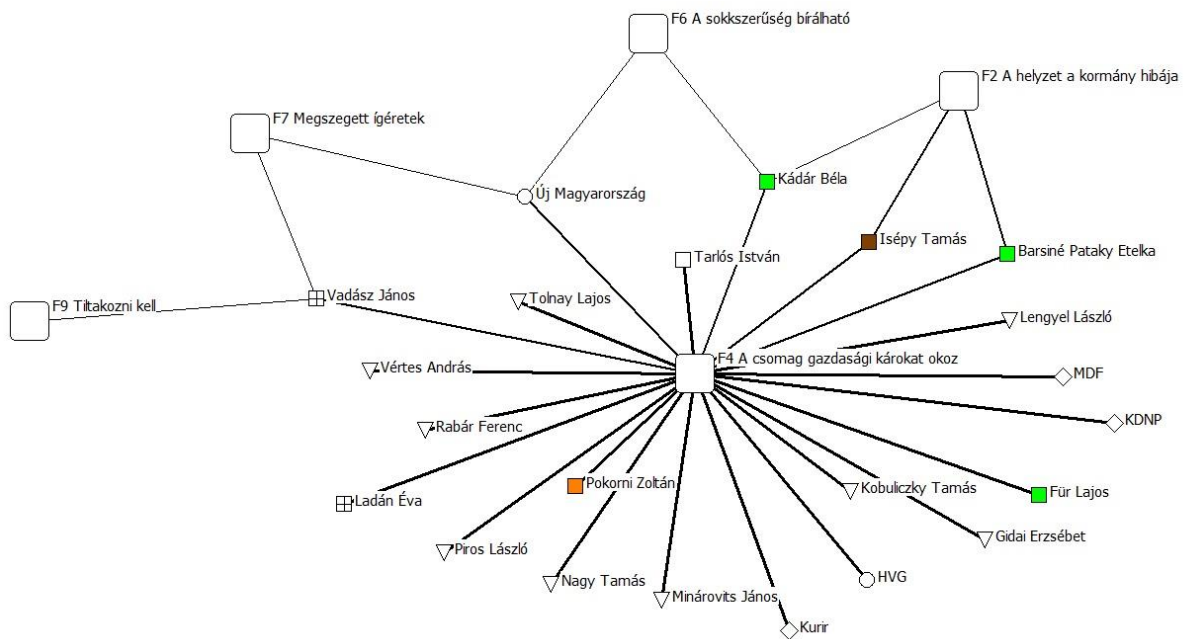 F6 A sokkszerűség bírálható
F2 A helyzet a kormány hibája
F7 Megszegett ígéretek
Kádár Béla
Új Magyarország
Isépy Tamás
Barsiné Pataky Etelka
Tarlós István
F9 Tiltakozni kell
Vadász János
Tolnay Lajos
Lengyel László
F4 A csomag gazdasági károkat okoz
Vértes András
MDF
KDNP
Rabár Ferenc
Pokorni Zoltán
Kobuliczky Tamás
Für Lajos
Ladán Éva
Gidai Erzsébet
Piros László
HVG
Nagy Tamás
Minárovits János
Kurir